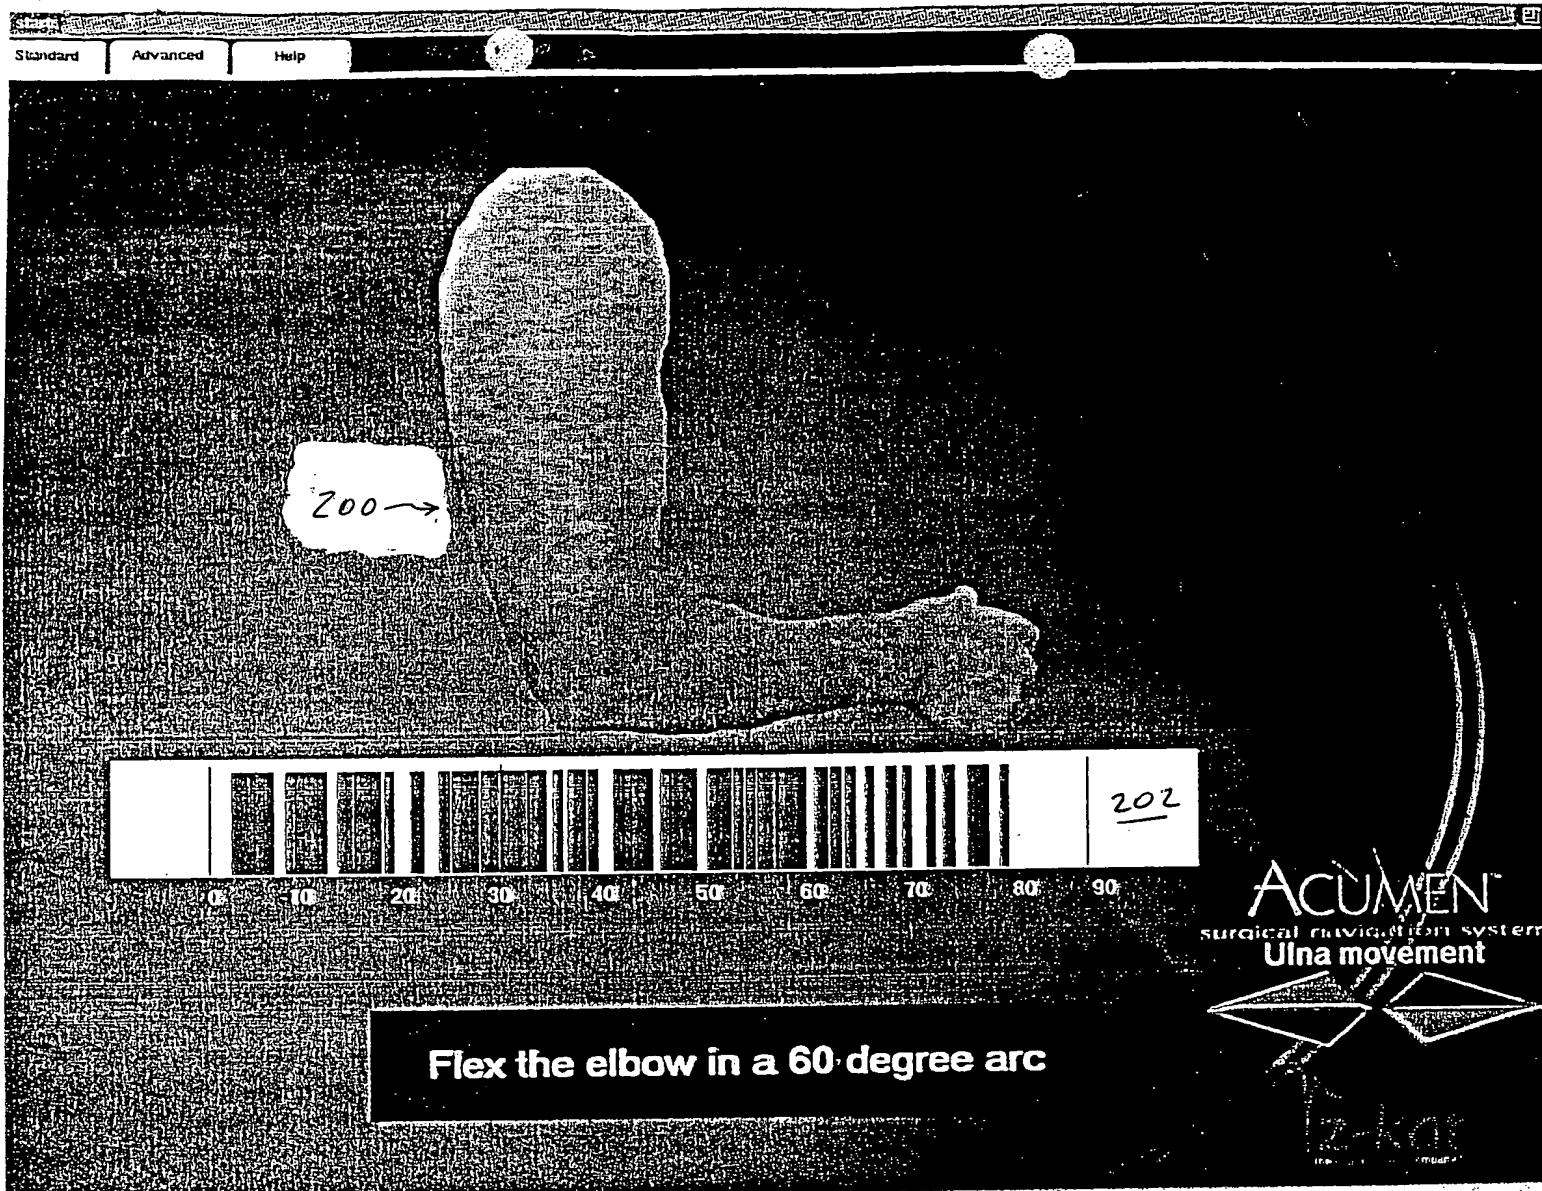 Standard Advanced Help
200
202
0° 10° 20° 30° 40° 50° 60° 70° 80° 90°
ACUMEN™
surgical navigation system
Ulna movement
Flex the elbow in a 60 degree arc